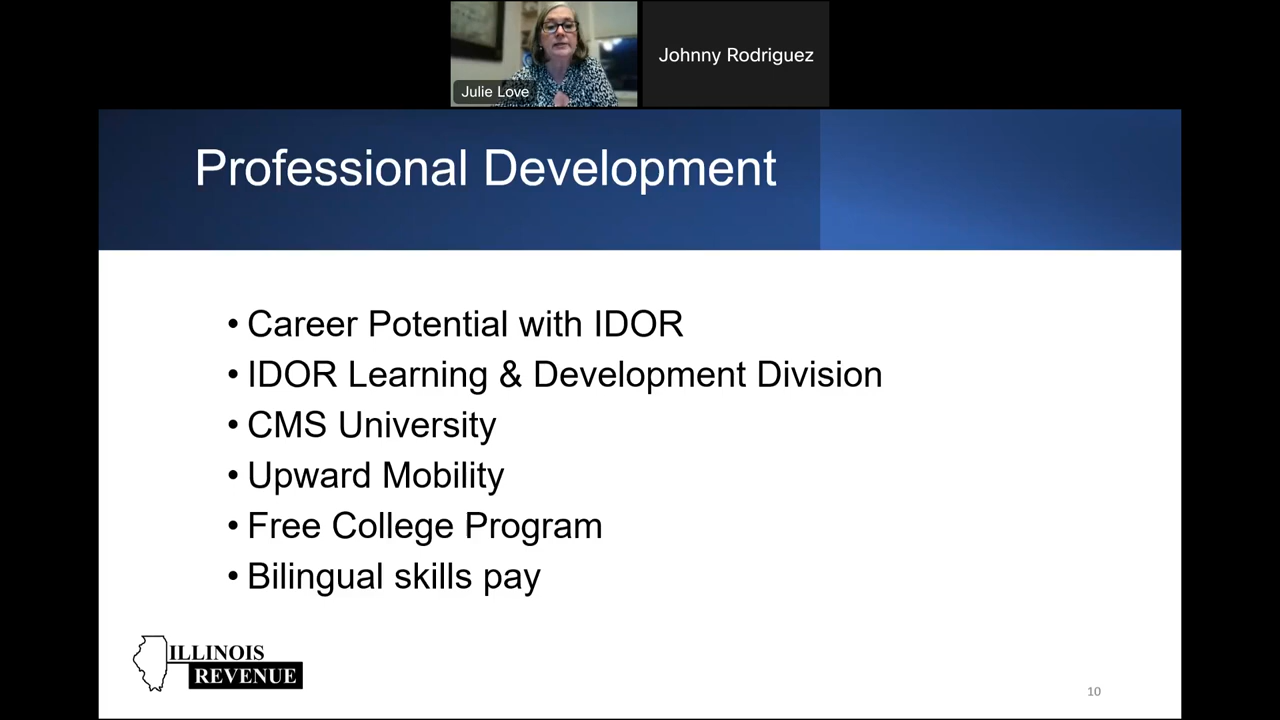 Julie Love
Johnny Rodriguez
Professional Development
• Career Potential with IDOR
• IDOR Learning & Development Division
• CMS University
• Upward Mobility
• Free College Program
• Bilingual skills pay
ILLINOIS
REVENUE
10